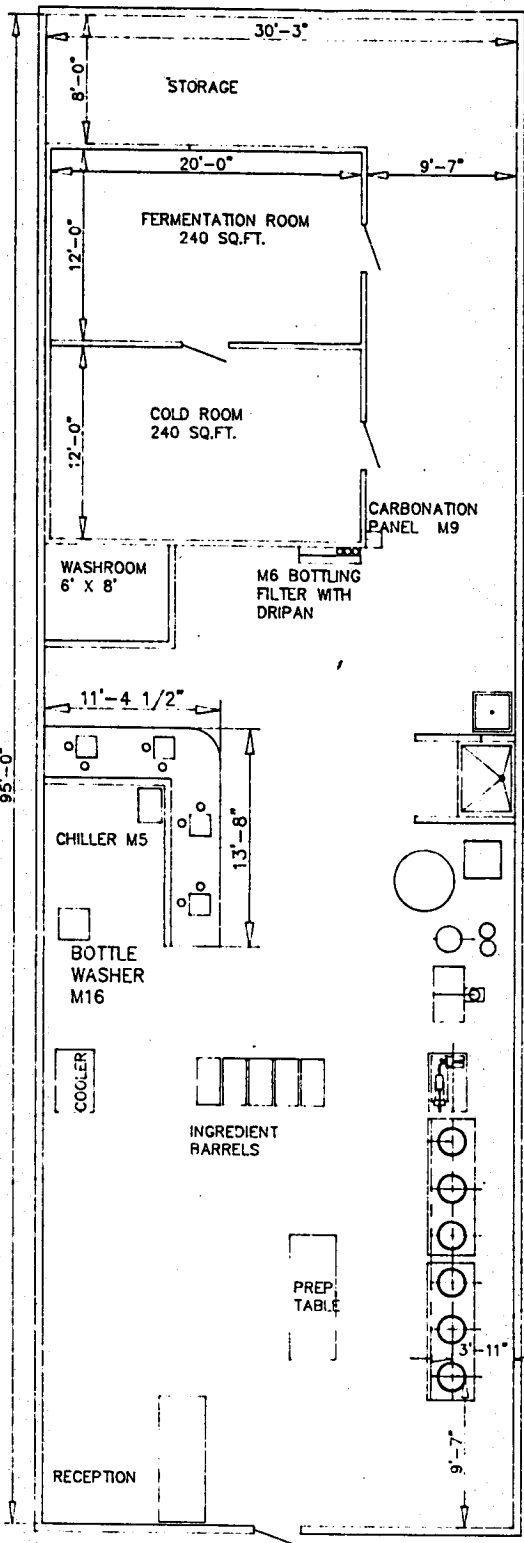 30'-3"
8'-0"
STORAGE
20'-0"
9'-7"
FERMENTATION ROOM
240 SQ.FT.
12'-0"
COLD ROOM
240 SQ.FT.
12'-0"
CARBONATION
PANEL M9
WASHROOM
6' X 8'
M6 BOTTLING
FILTER WITH
DRIPAN
11'-4 1/2"
95'-0"
13'-8"
CHILLER M5
BOTTLE
WASHER
M16
COOLER
INGREDIENT
BARRELS
PREP
TABLE
3'-11"
9'-7"
RECEPTION